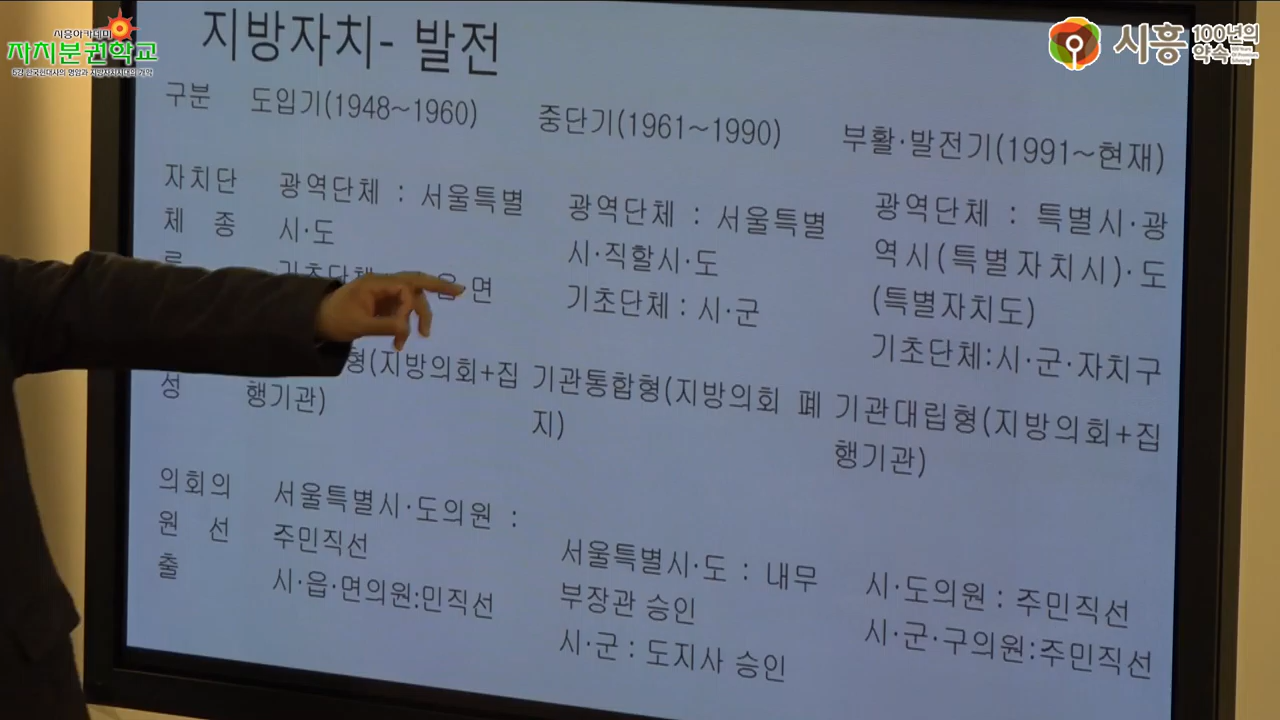 시흥아카데미
자치분권학교
시흥 100년의 약속
지방자치- 발전
구분 도입기(1948~1960) 중단기(1961~1990) 부활·발전기(1991~현재)
자치단
체 종
류
광역단체 : 서울특별
시·도
기초단체 읍 면
광역단체 : 서울특별
시·직할시·도
기초단체 : 시·군
광역단체 : 특별시·광
역시(특별자치시)·도
(특별자치도)
기초단체:시·군·자치구
성
형(지방의회+집
행기관)
기관통합형(지방의회 폐
지)
기관대립형(지방의회+집
행기관)
의회의
원 선
출
서울특별시·도의원 :
주민직선
시·읍·면의원:민직선
서울특별시·도 : 내무
부장관 승인
시·군 : 도지사 승인
시·도의원 : 주민직선
시·군·구의원:주민직선